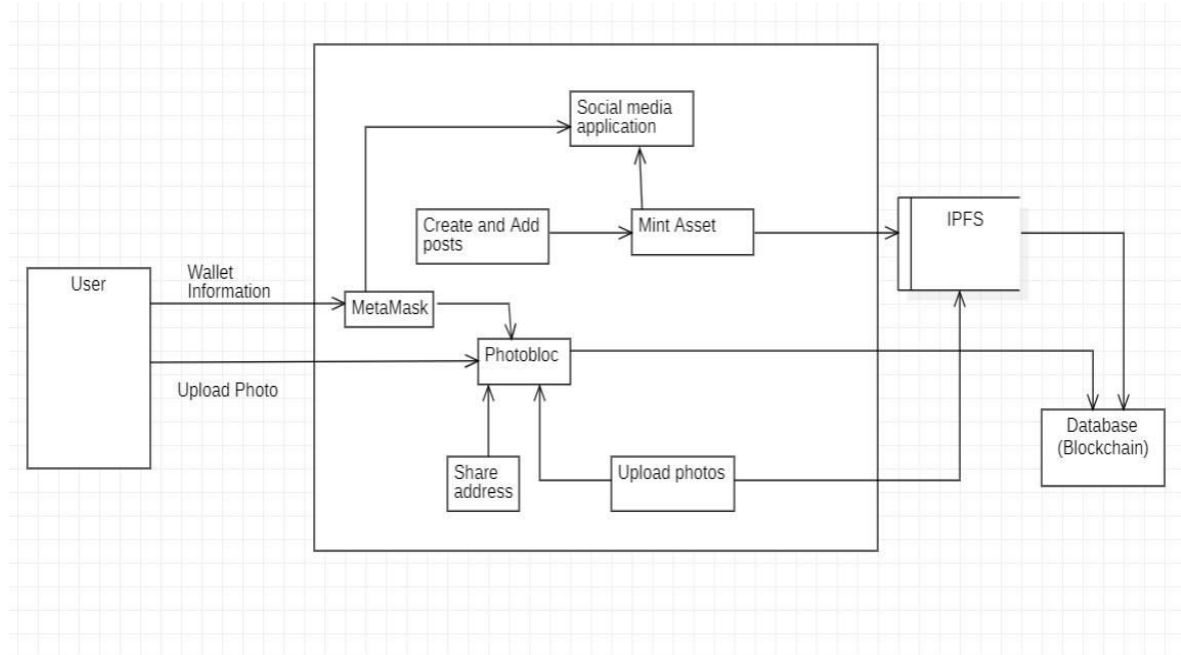 Social media
application
Create and Add
posts
Mint Asset
IPFS
User
Wallet
Information
MetaMask
Photobloc
Upload Photo
Database
(Blockchain)
Share
address
Upload photos